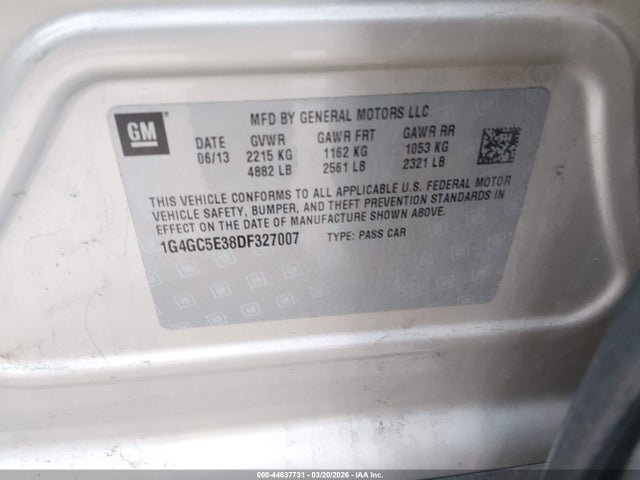 GM
MFD BY GENERAL MOTORS LLC
DATE GVWR GAWR FRT GAWR RR
06/13 2215 KG 1162 KG 1053 KG
4882 LB 2561 LB 2321 LB
THIS VEHICLE CONFORMS TO ALL APPLICABLE U.S. FEDERAL MOTOR
VEHICLE SAFETY, BUMPER, AND THEFT PREVENTION STANDARDS IN
EFFECT ON THE DATE OF MANUFACTURE SHOWN ABOVE.
1G4GC5E38DF327007 TYPE: PASS CAR
000-44637731 - 03/20/2026 - IAA Inc.